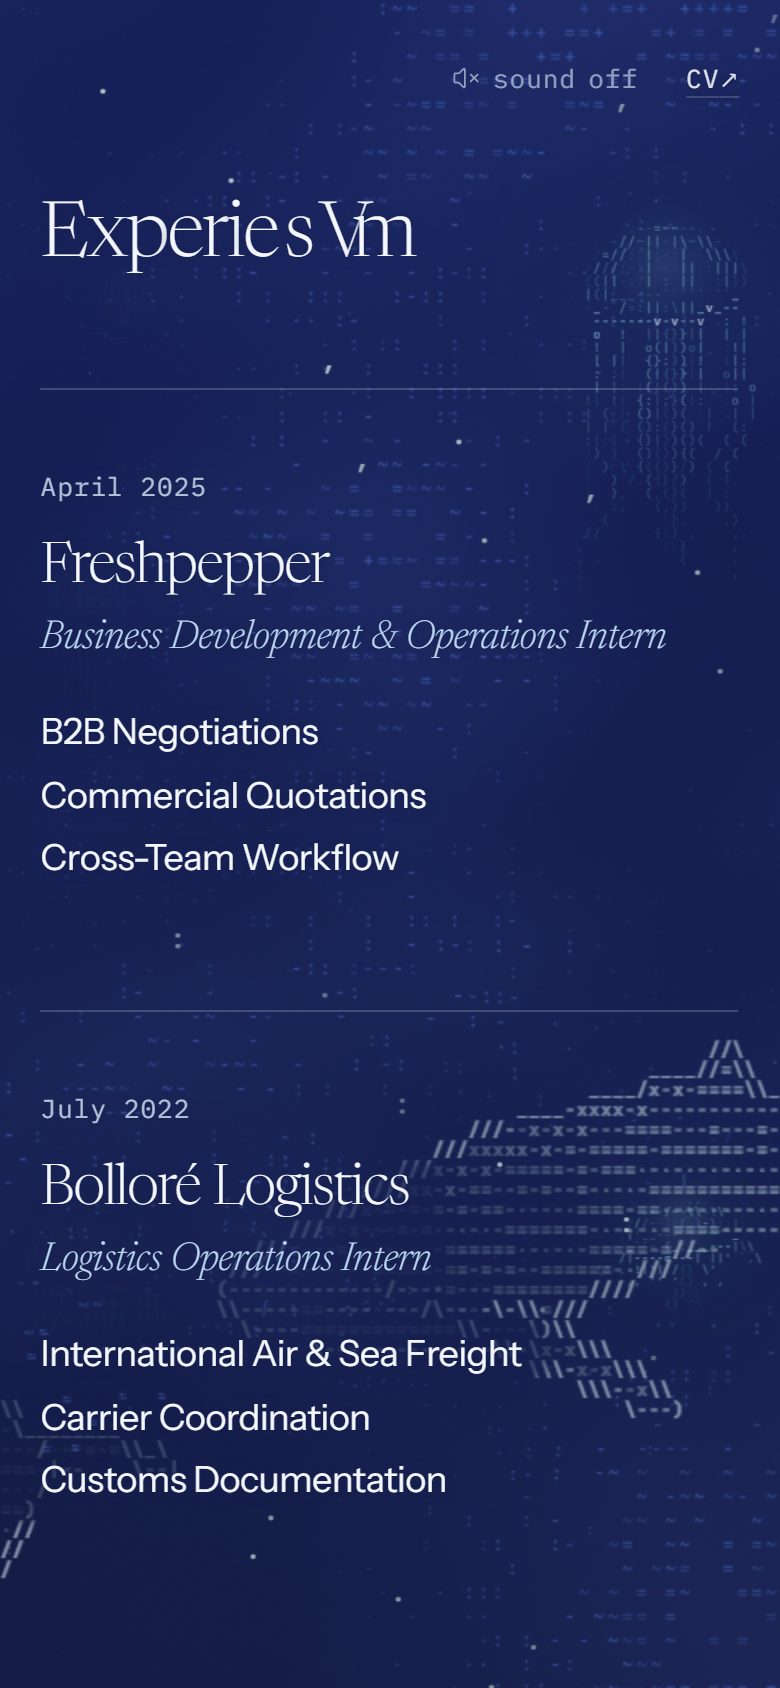 sound off CV↗
Experie s Vm
April 2025
Freshpepper
Business Development & Operations Intern
B2B Negotiations
Commercial Quotations
Cross-Team Workflow
July 2022
Bolloré Logistics
Logistics Operations Intern
International Air & Sea Freight
Carrier Coordination
Customs Documentation